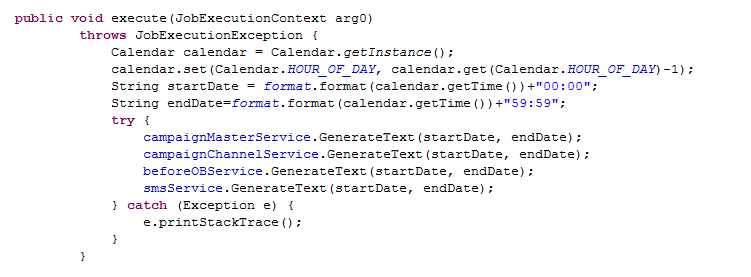 public void execute(JobExecutionContext arg0)
        throws JobExecutionException {
            Calendar calendar = Calendar.getInstance();
            calendar.set(Calendar.HOUR_OF_DAY, calendar.get(Calendar.HOUR_OF_DAY)-1);
            String startDate = format.format(calendar.getTime())+"00:00";
            String endDate=format.format(calendar.getTime())+"59:59";
            try {
                campaignMasterService.GenerateText(startDate, endDate);
                campaignChannelService.GenerateText(startDate, endDate);
                beforeOBService.GenerateText(startDate, endDate);
                smsService.GenerateText(startDate, endDate);
            } catch (Exception e) {
                e.printStackTrace();
            }
        }